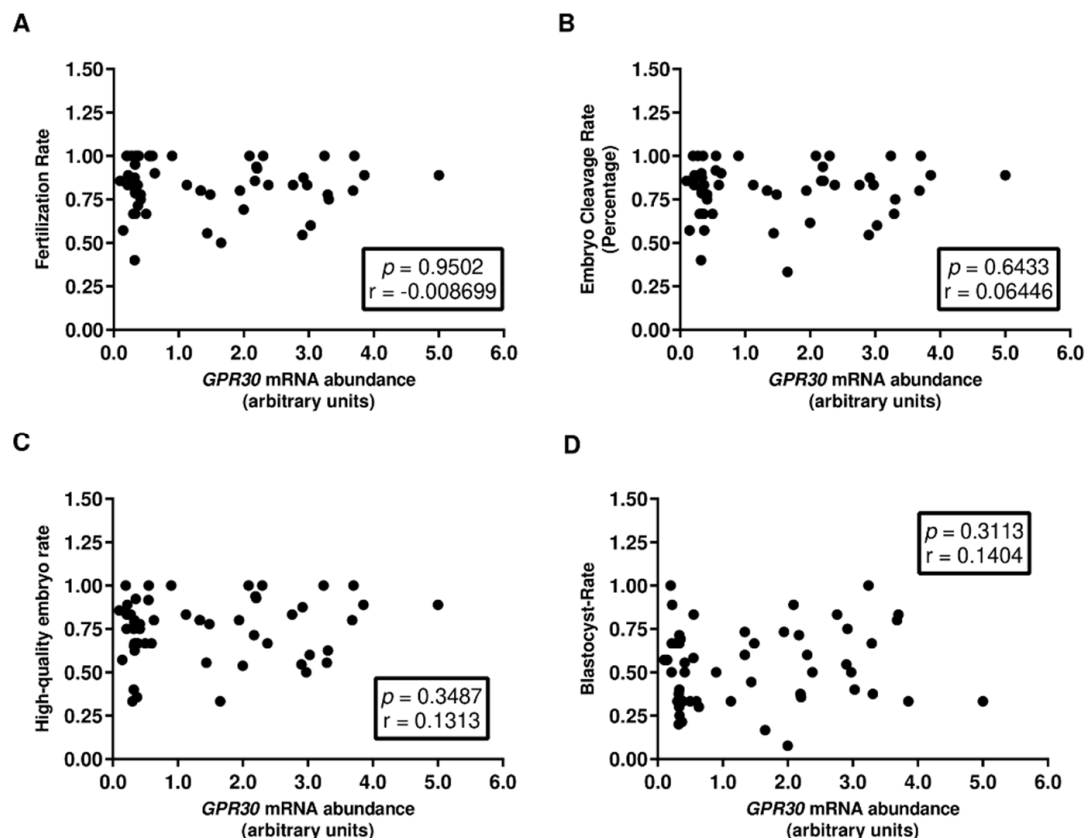 A
Fertilization Rate
1.50
1.25
1.00
0.75
0.50
0.25
0.00
p = 0.9502
r = -0.008699
0.0 1.0 2.0 3.0 4.0 5.0 6.0
GPR30 mRNA abundance
(arbitrary units)
B
Embryo Cleavage Rate
(Percentage)
1.50
1.25
1.00
0.75
0.50
0.25
0.00
p = 0.6433
r = 0.06446
0.0 1.0 2.0 3.0 4.0 5.0 6.0
GPR30 mRNA abundance
(arbitrary units)
C
High-quality embryo rate
1.50
1.25
1.00
0.75
0.50
0.25
0.00
p = 0.3487
r = 0.1313
0.0 1.0 2.0 3.0 4.0 5.0 6.0
GPR30 mRNA abundance
(arbitrary units)
D
Blastocyst-Rate
1.50
1.25
1.00
0.75
0.50
0.25
0.00
p = 0.3113
r = 0.1404
0.0 1.0 2.0 3.0 4.0 5.0 6.0
GPR30 mRNA abundance
(arbitrary units)